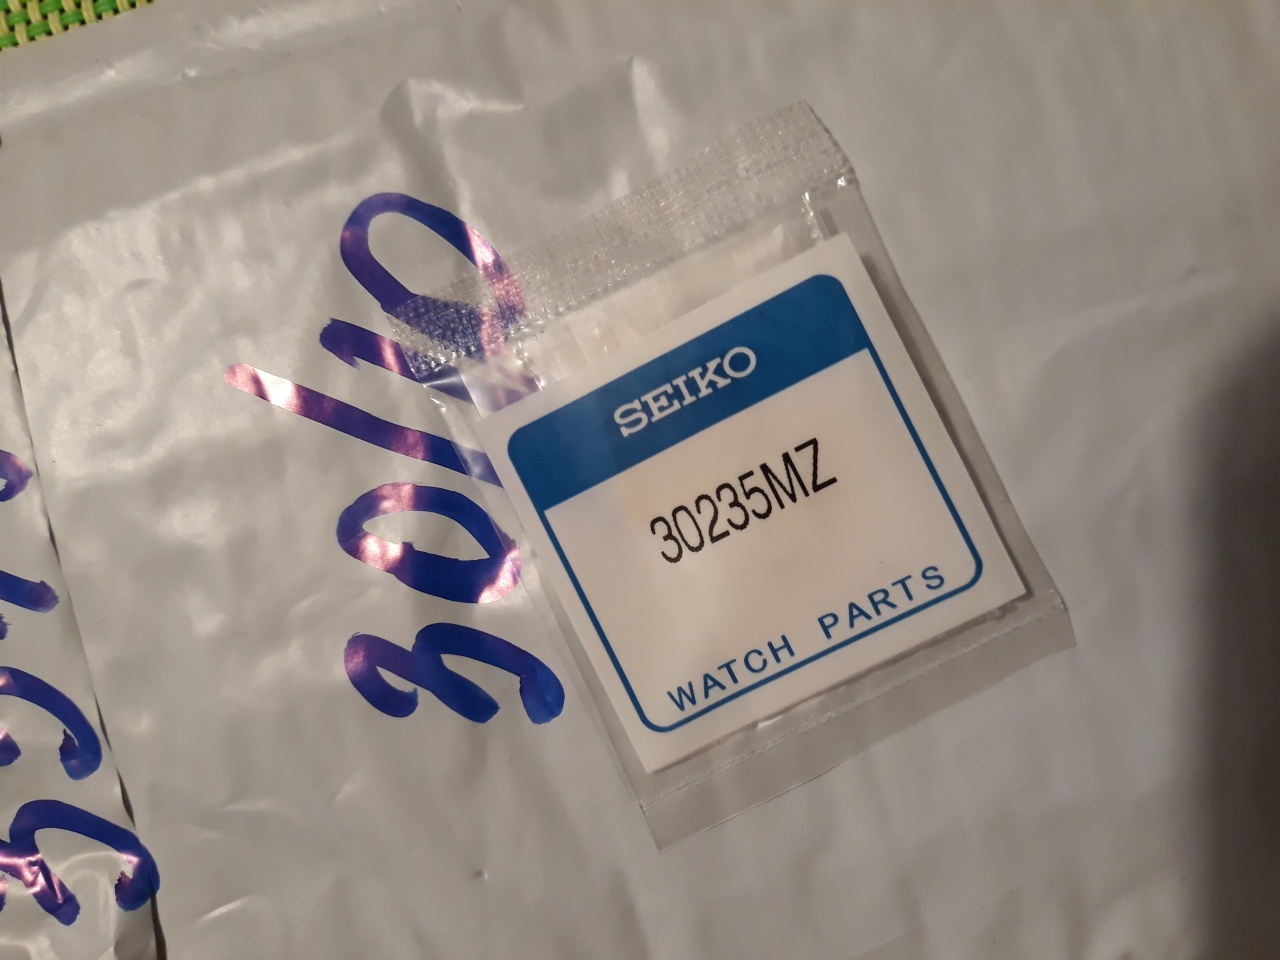 SEIKO
30235MZ
WATCH PARTS
30/10